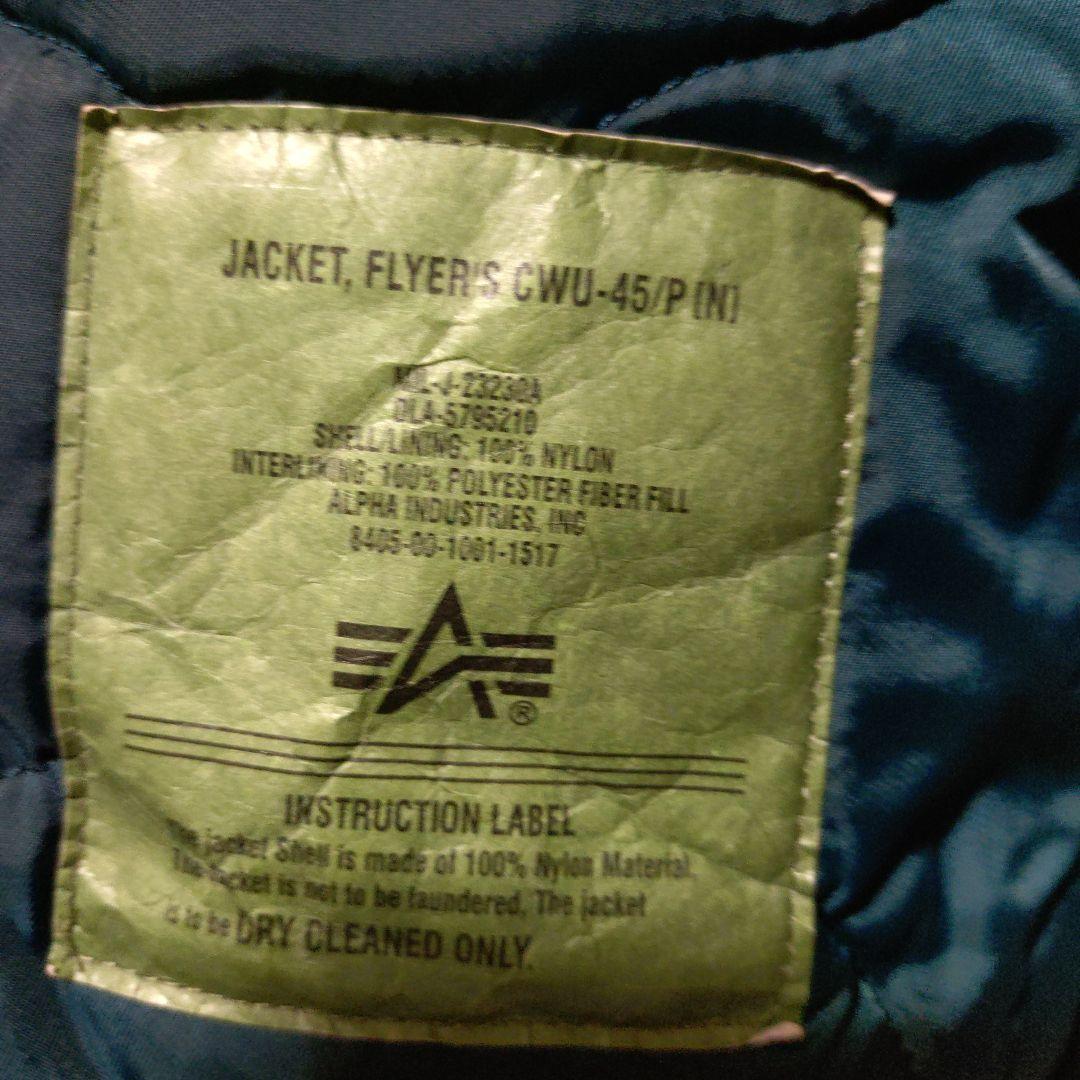 JACKET, FLYER'S CWU-45/P (N)
MIL-J-23230A
DLA-5795210
SHELL/LINING: 100% NYLON
INTERLINING: 100% POLYESTER FIBER FILL
ALPHA INDUSTRIES, INC
8405-00-1001-1517
A
®
INSTRUCTION LABEL
The jacket Shell is made of 100% Nylon Material.
The jacket is not to be faundered. The jacket
is to be DRY CLEANED ONLY.